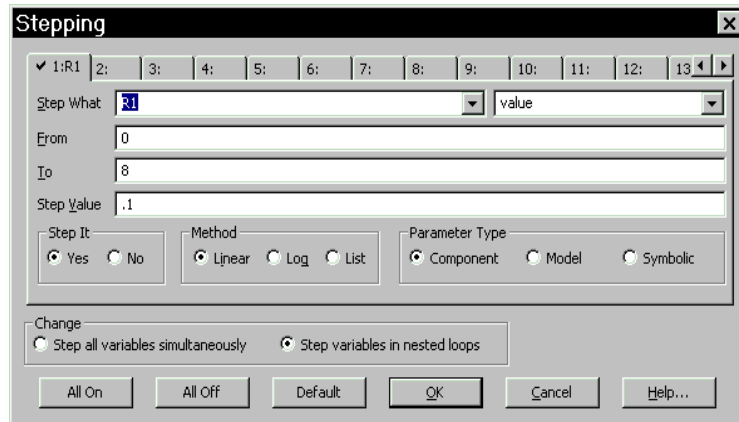 Stepping
1:R1 2: 3: 4: 5: 6: 7: 8: 9: 10: 11: 12: 13
Step What R1 value
From 0
To 8
Step Value .1
Step It Method Parameter Type
Yes No Linear Log List Component Model Symbolic
Change
Step all variables simultaneously Step variables in nested loops
All On All Off Default OK Cancel Help...